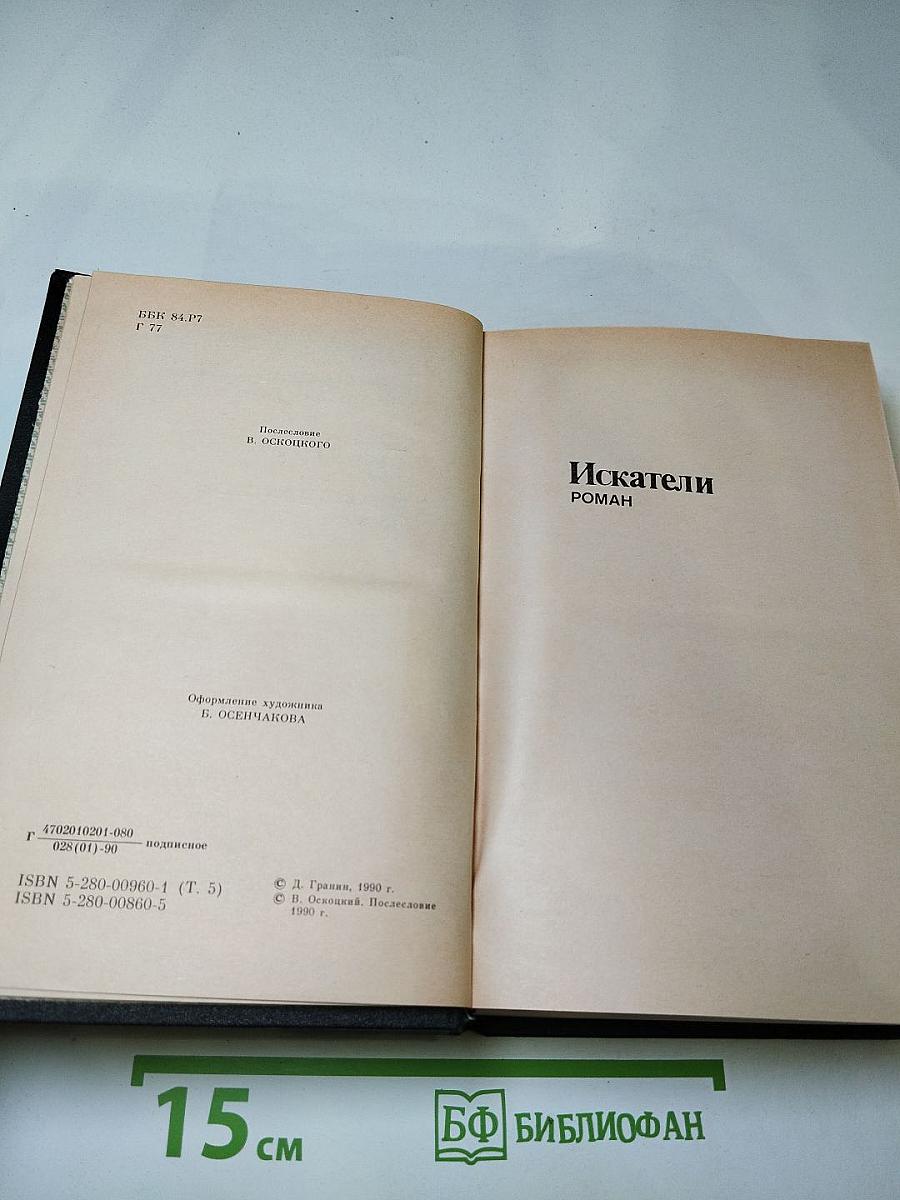 ББК 84.Р7
Г 77
Послесловие
В. ОСКОЦКОГО
Оформление художника
Б. ОСЕНЧАКОВА
Г 4702010201-080
028(01)-90 подписное
ISBN 5-280-00960-1 (Т. 5)
ISBN 5-280-00860-5
© Д. Гранин, 1990 г.
© В. Оскоцкий. Послесловие
1990 г.
Искатели
РОМАН
15 см
БФ БИБЛИОФАН